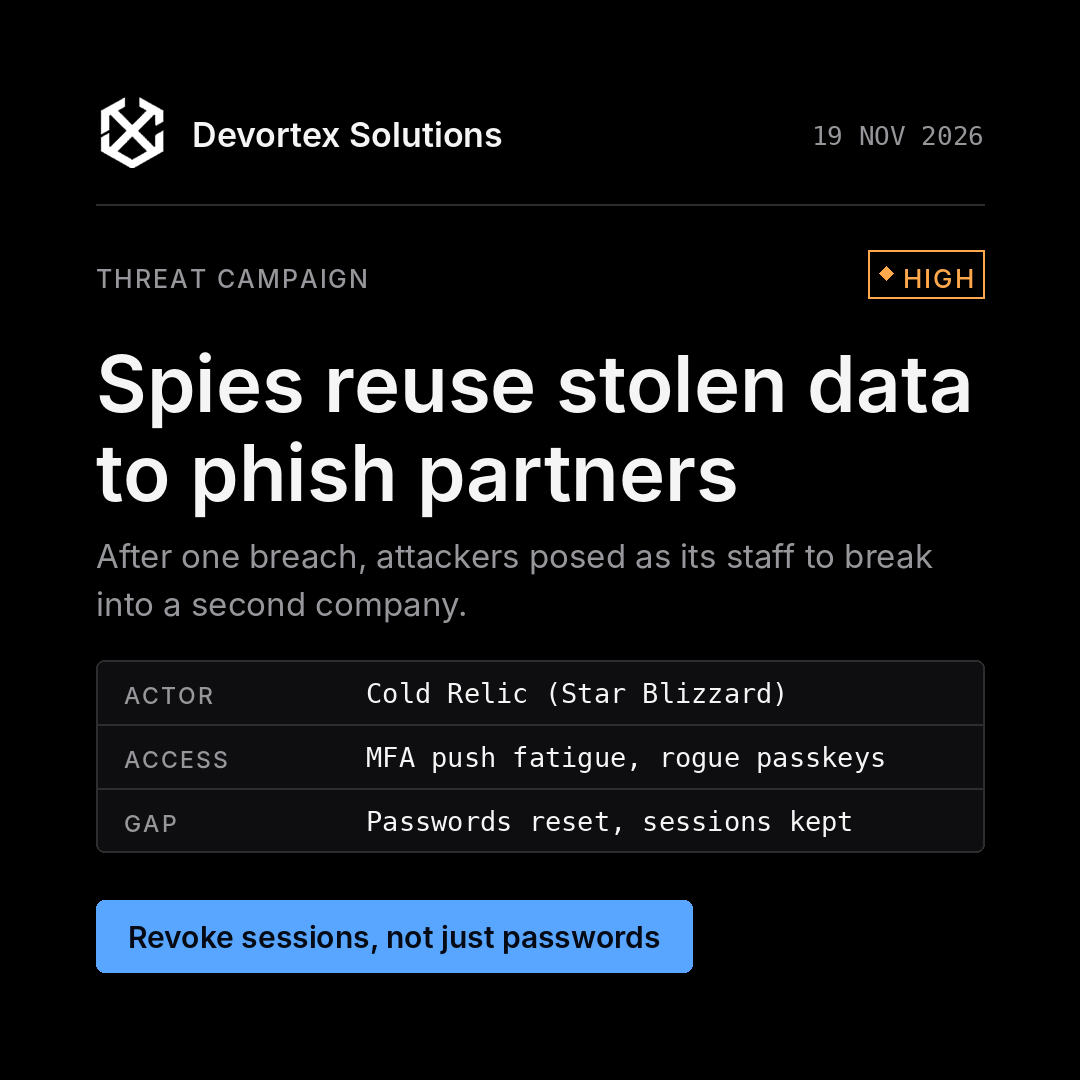 Devortex Solutions
19 NOV 2026
THREAT CAMPAIGN
HIGH
Spies reuse stolen data
to phish partners
After one breach, attackers posed as its staff to break
into a second company.
ACTOR Cold Relic (Star Blizzard)
ACCESS MFA push fatigue, rogue passkeys
GAP Passwords reset, sessions kept
Revoke sessions, not just passwords